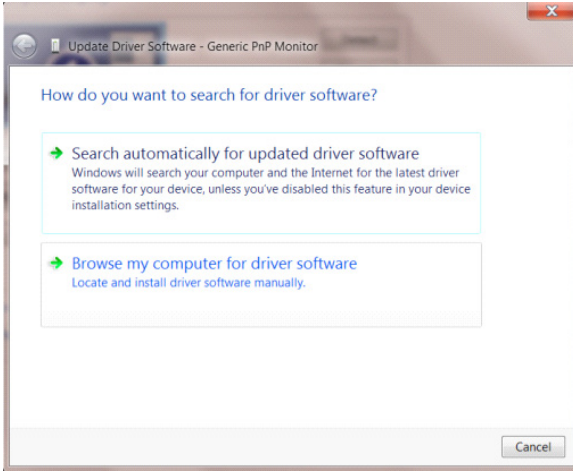 Update Driver Software - Generic PnP Monitor
How do you want to search for driver software?
Search automatically for updated driver software
Windows will search your computer and the Internet for the latest driver
software for your device, unless you've disabled this feature in your device
installation settings.
Browse my computer for driver software
Locate and install driver software manually.
Cancel